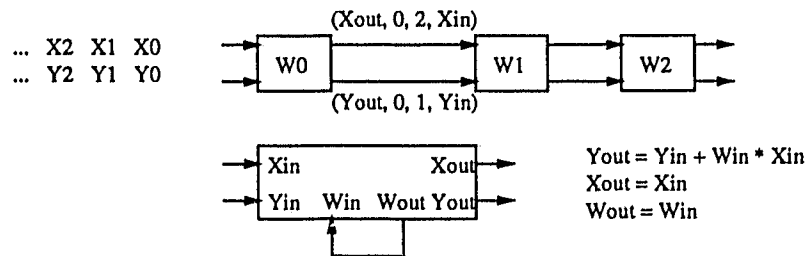 (Xout, 0, 2, Xin)
... X2 X1 X0
... Y2 Y1 Y0
W0
W1
W2
(Yout, 0, 1, Yin)
Xin Xout
Yin Win Wout Yout
Yout = Yin + Win * Xin
Xout = Xin
Wout = Win